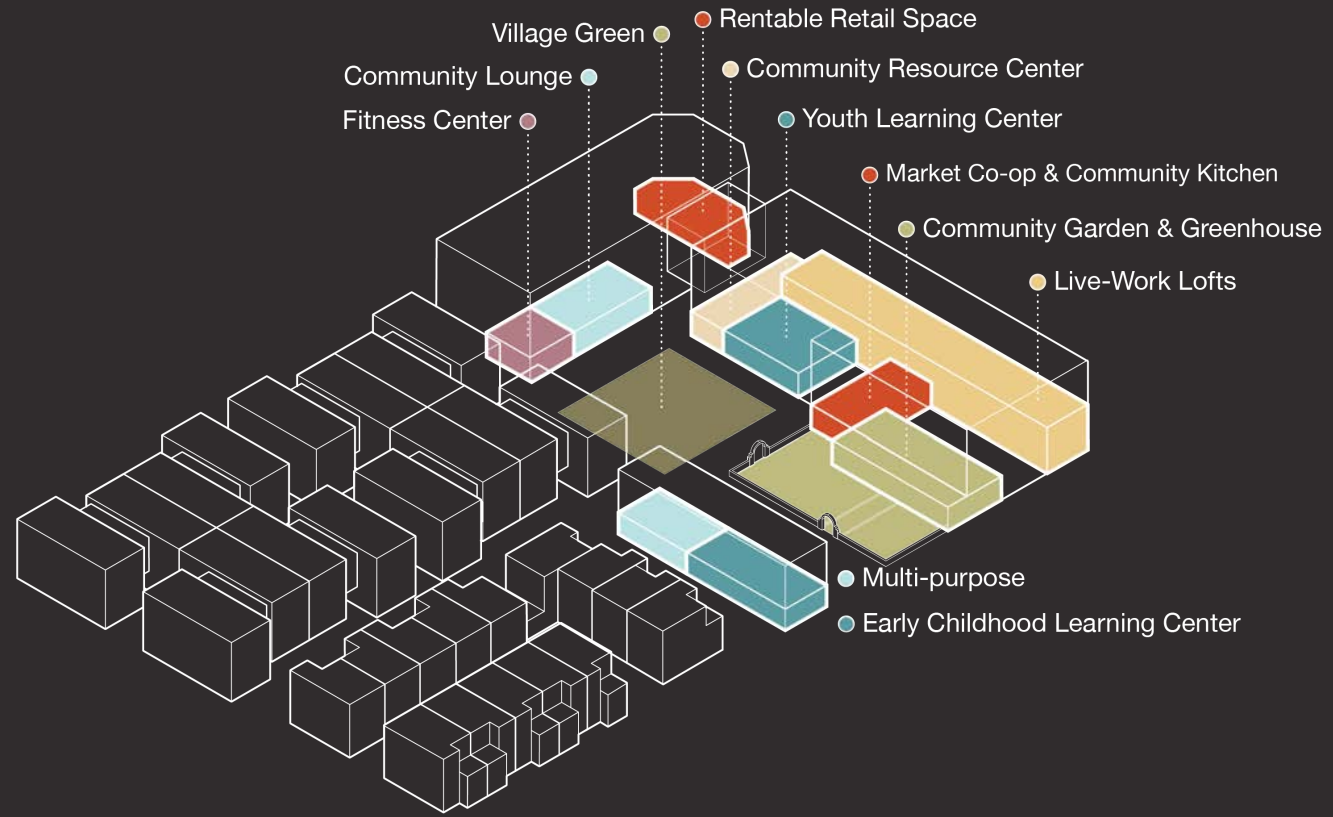 Rentable Retail Space
Village Green
Community Resource Center
Community Lounge
Youth Learning Center
Fitness Center
Market Co-op & Community Kitchen
Community Garden & Greenhouse
Live-Work Lofts
Multi-purpose
Early Childhood Learning Center